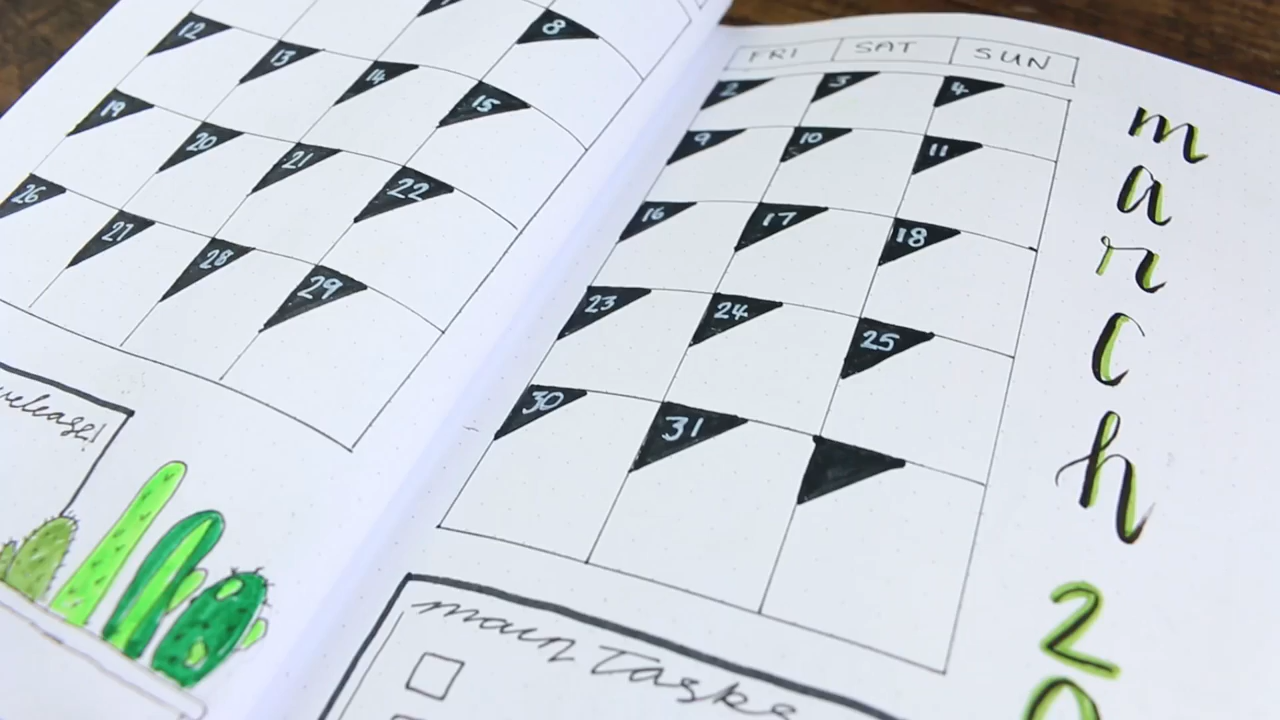 8
12 13 14 15
19 20 21 22
26 27 28 29
release!
FRI SAT SUN
2 3 4
9 10 11
16 17 18
23 24 25
30 31
march
2
main tasks